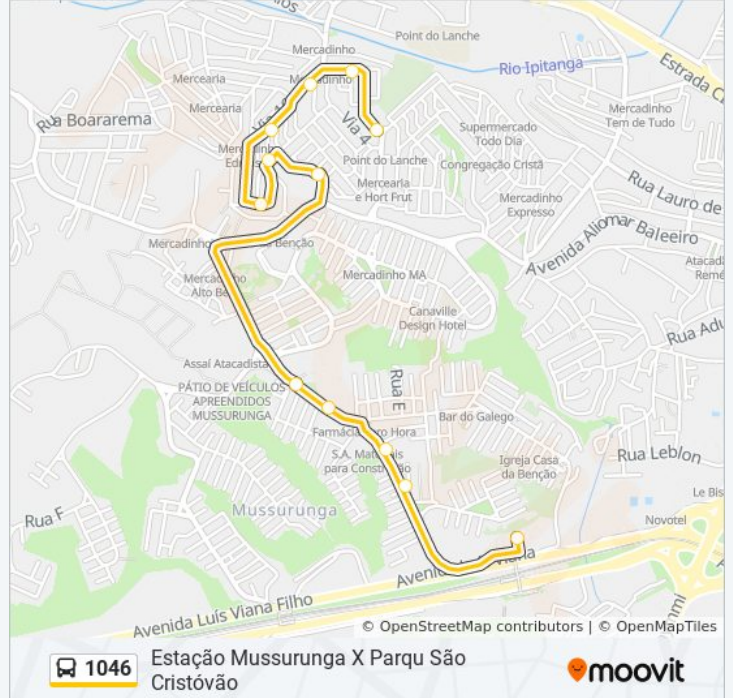 Mercadinho
Point do Lanche
Rio Ipitanga
Estrada
Mercearia
Mercadinho
Tem de Tudo
Mercearia
Rua Boararema
Via 4
Supermercado
Todo Dia
Point do Lanche
Congregação Cristã
Mercearia
e Hort Frut
Mercadinho
Expresso
Rua Lauro de
Avenida Aliomar Baleeiro
Mercadinho
Benção
Mercadinho MA
Canaville
Design Hotel
Rua Adu
Assaí Atacadista
PÁTIO DE VEÍCULOS
APREENDIDOS
MUSSURUNGA
Rua E
Bar do Galego
S.A.
Igreja Casa
da Benção
Rua Leblon
Le Bis
Mussurunga
Rua F
Novotel
Avenida Luís Viana Filho
© OpenStreetMap contributors | © OpenMapTiles
1046
Estação Mussurunga X Parqu São
Cristóvão
moovit